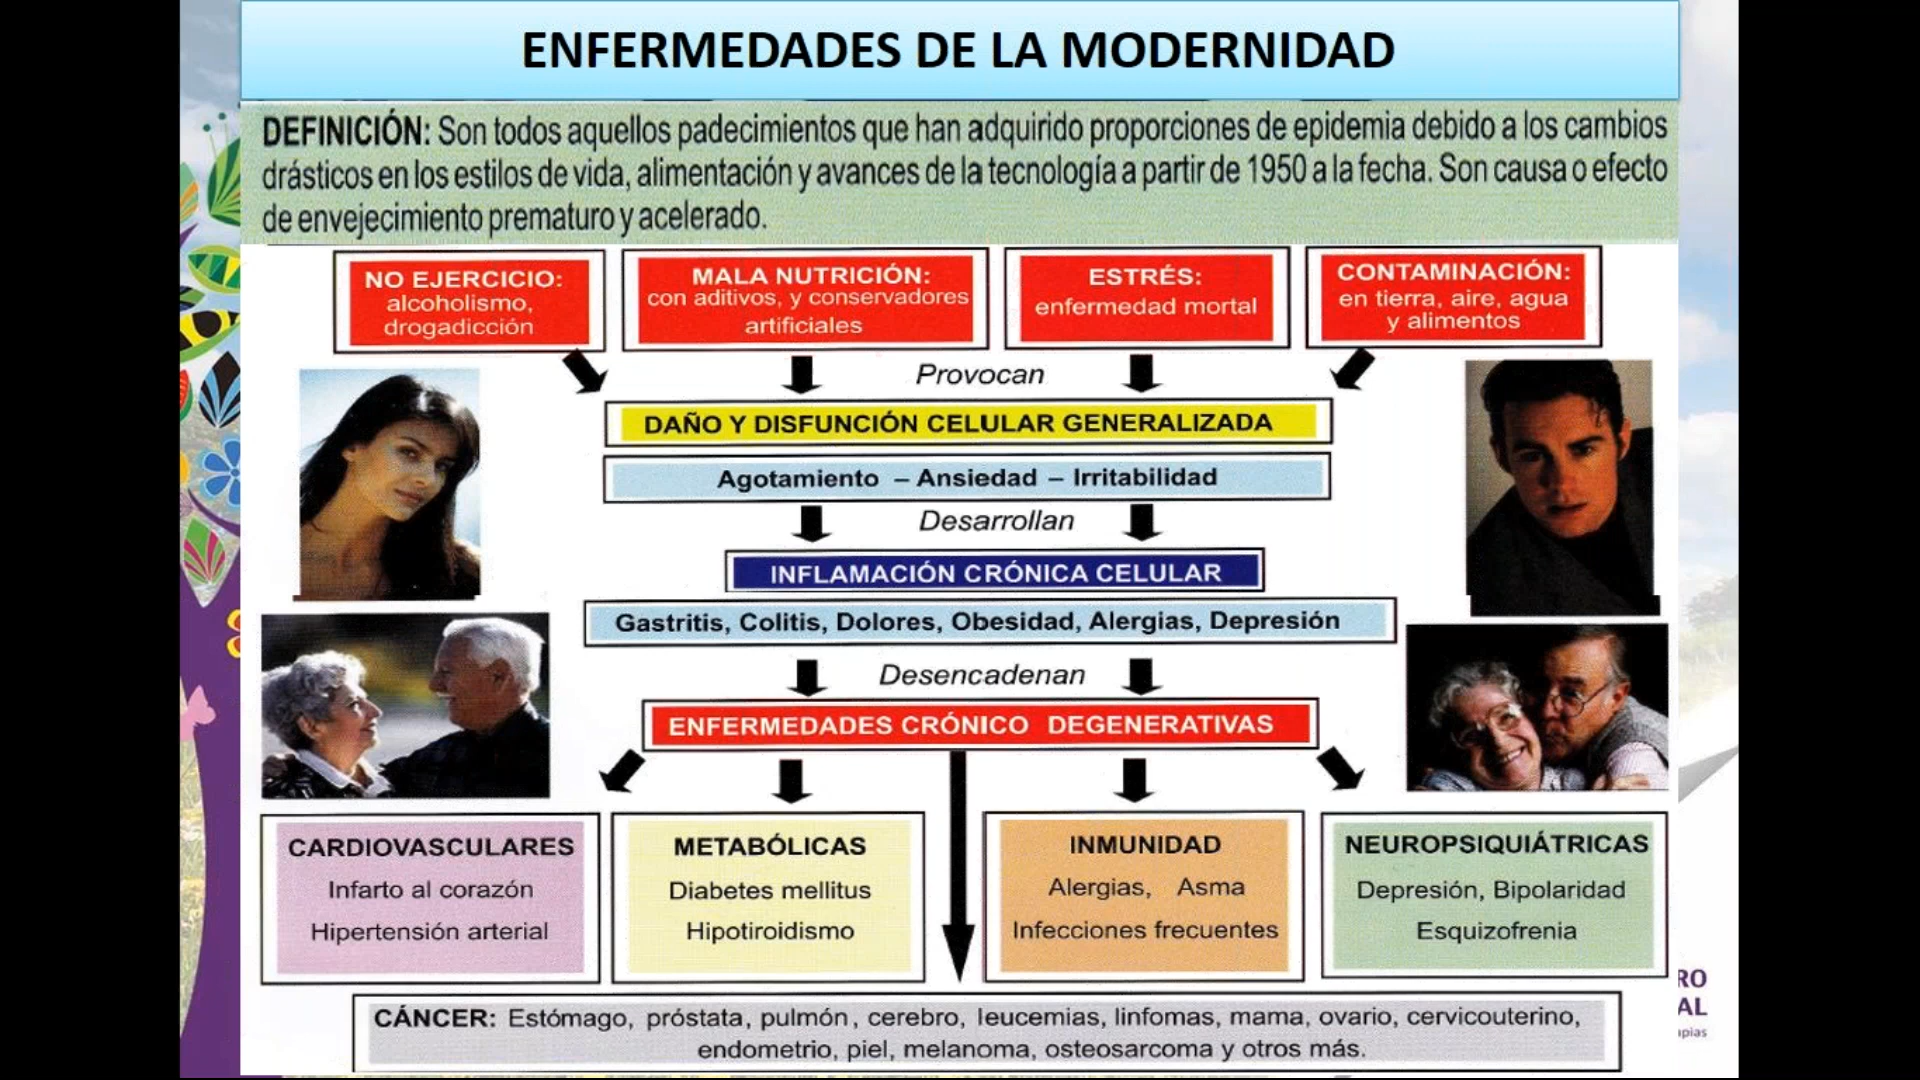 ENFERMEDADES DE LA MODERNIDAD
DEFINICIÓN: Son todos aquellos padecimientos que han adquirido proporciones de epidemia debido a los cambios
drásticos en los estilos de vida, alimentación y avances de la tecnología a partir de 1950 a la fecha. Son causa o efecto
de envejecimiento prematuro y acelerado.
NO EJERCICIO:
alcoholismo,
drogadicción
MALA NUTRICIÓN:
con aditivos, y conservadores
artificiales
ESTRÉS:
enfermedad mortal
CONTAMINACIÓN:
en tierra, aire, agua
y alimentos
Provocan
DAÑO Y DISFUNCIÓN CELULAR GENERALIZADA
Agotamiento – Ansiedad – Irritabilidad
Desarrollan
INFLAMACIÓN CRÓNICA CELULAR
Gastritis, Colitis, Dolores, Obesidad, Alergias, Depresión
Desencadenan
ENFERMEDADES CRÓNICO DEGENERATIVAS
CARDIOVASCULARES
Infarto al corazón
Hipertensión arterial
METABÓLICAS
Diabetes mellitus
Hipotiroidismo
INMUNIDAD
Alergias, Asma
Infecciones frecuentes
NEUROPSIQUIÁTRICAS
Depresión, Bipolaridad
Esquizofrenia
CÁNCER: Estómago, próstata, pulmón, cerebro, leucemias, linfomas, mama, ovario, cervicouterino,
endometrio, piel, melanoma, osteosarcoma y otros más.
RO
AL